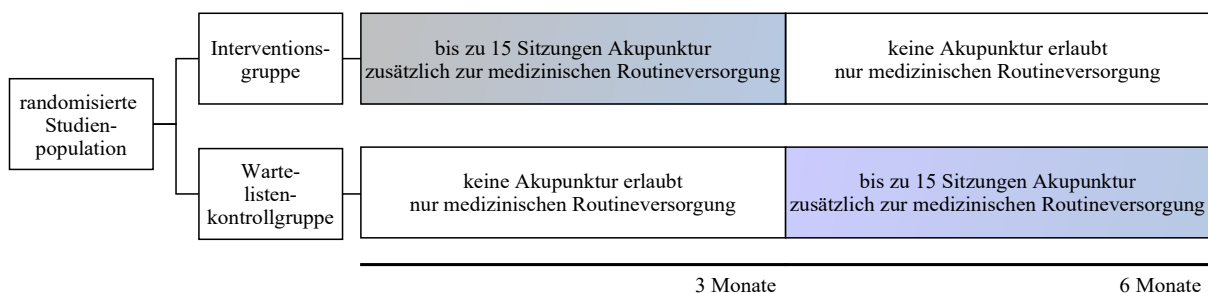 randomisierte
Studien-
population
Interventions-
gruppe
bis zu 15 Sitzungen Akupunktur
zusätzlich zur medizinischen Routineversorgung
keine Akupunktur erlaubt
nur medizinischen Routineversorgung
Warte-
listen-
kontrollgruppe
keine Akupunktur erlaubt
nur medizinischen Routineversorgung
bis zu 15 Sitzungen Akupunktur
zusätzlich zur medizinischen Routineversorgung
3 Monate
6 Monate